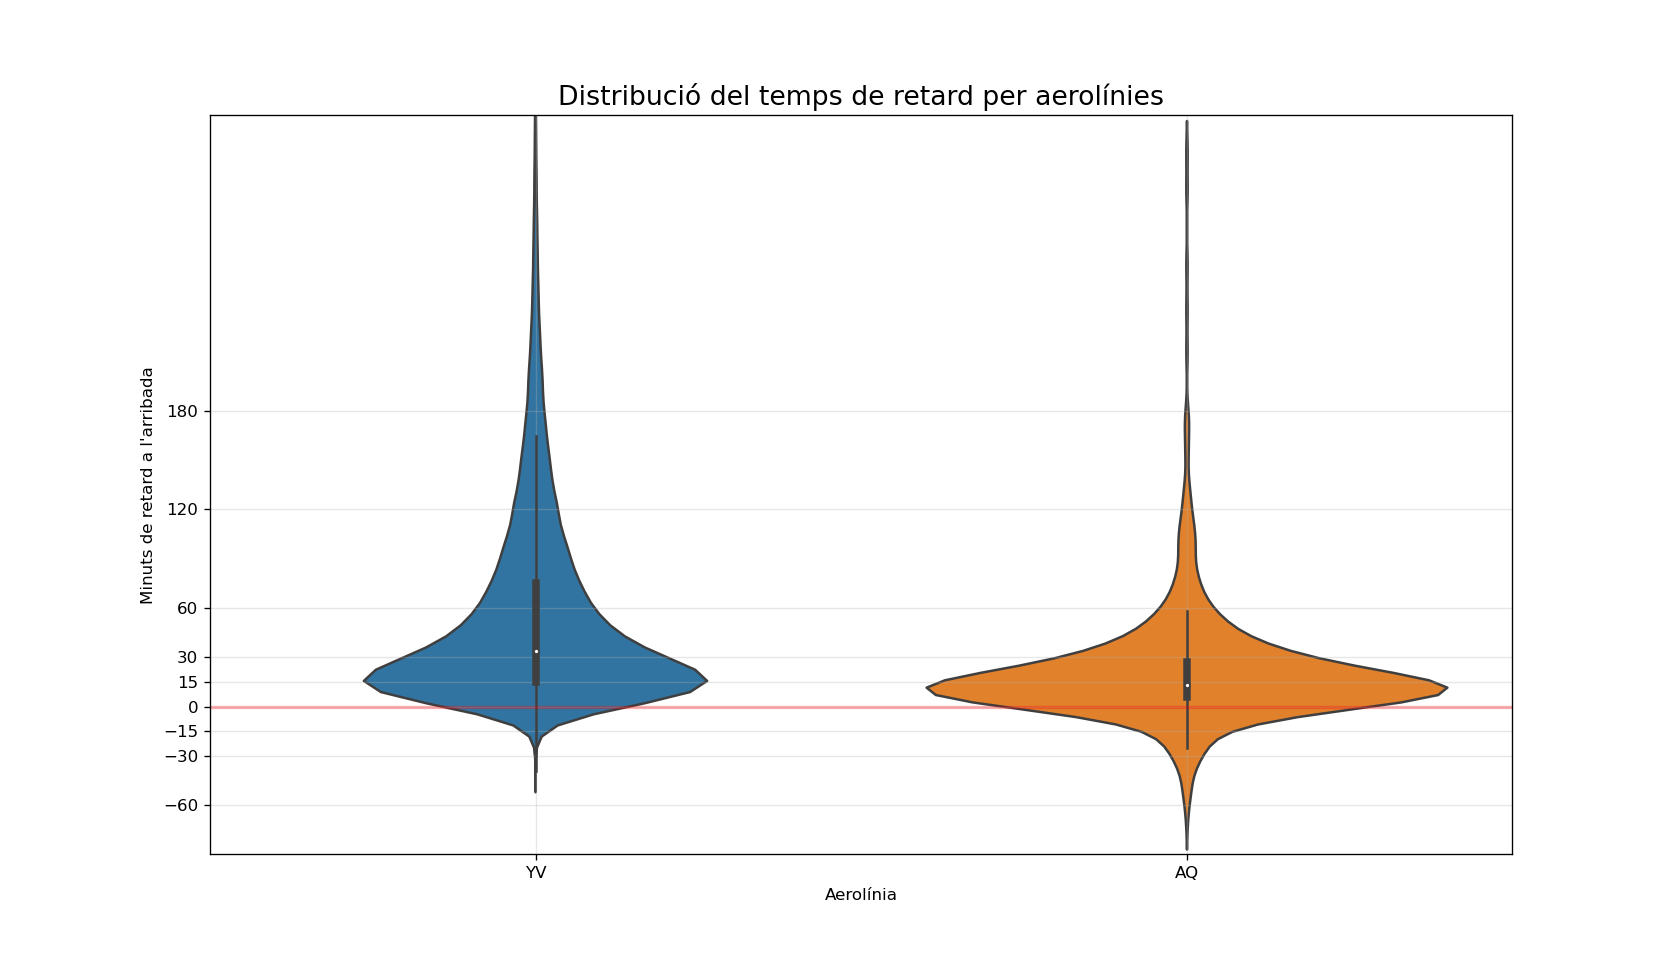 Distribució del temps de retard per aerolínies
Minuts de retard a l'arribada
180
120
60
30
15
0
−15
−30
−60
YV
AQ
Aerolínia